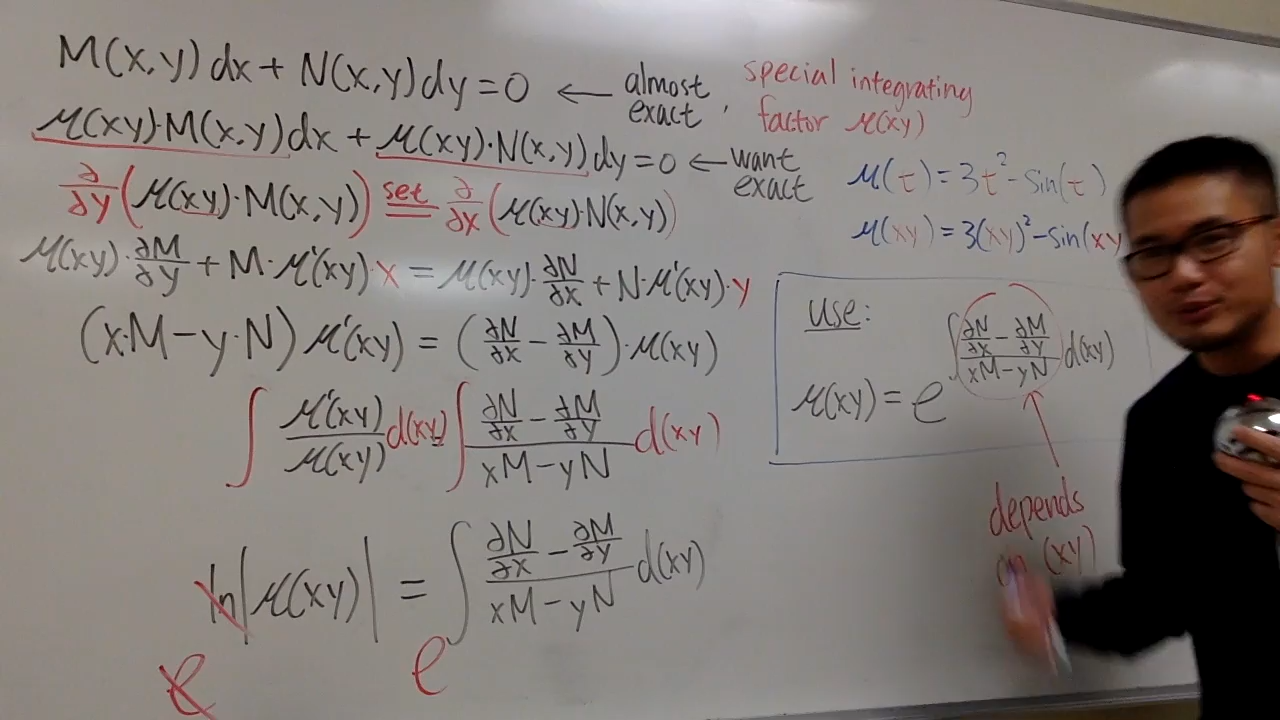 M(x,y)dx + N(x,y)dy = 0 ← almost exact, special integrating factor μ(xy)
μ(xy)·M(x,y)dx + μ(xy)·N(x,y)dy = 0 ← want exact
∂/∂y (μ(xy)·M(x,y)) set = ∂/∂x (μ(xy)·N(x,y))
μ(xy)·∂M/∂y + M·μ'(xy)·x = μ(xy)·∂N/∂x + N·μ'(xy)·y
(x·M − y·N) μ'(xy) = (∂N/∂x − ∂M/∂y)·μ(xy)
∫ μ'(xy)/μ(xy) d(xy) = ∫ (∂N/∂x − ∂M/∂y)/(xM − yN) d(xy)
ln|μ(xy)| = ∫ (∂N/∂x − ∂M/∂y)/(xM − yN) d(xy)
e e
μ(t) = 3t² − sin(t)
μ(xy) = 3(xy)² − sin(xy
use:
μ(xy) = e^∫ (∂N/∂x − ∂M/∂y)/(xM − yN) d(xy)
depends
on (xy)